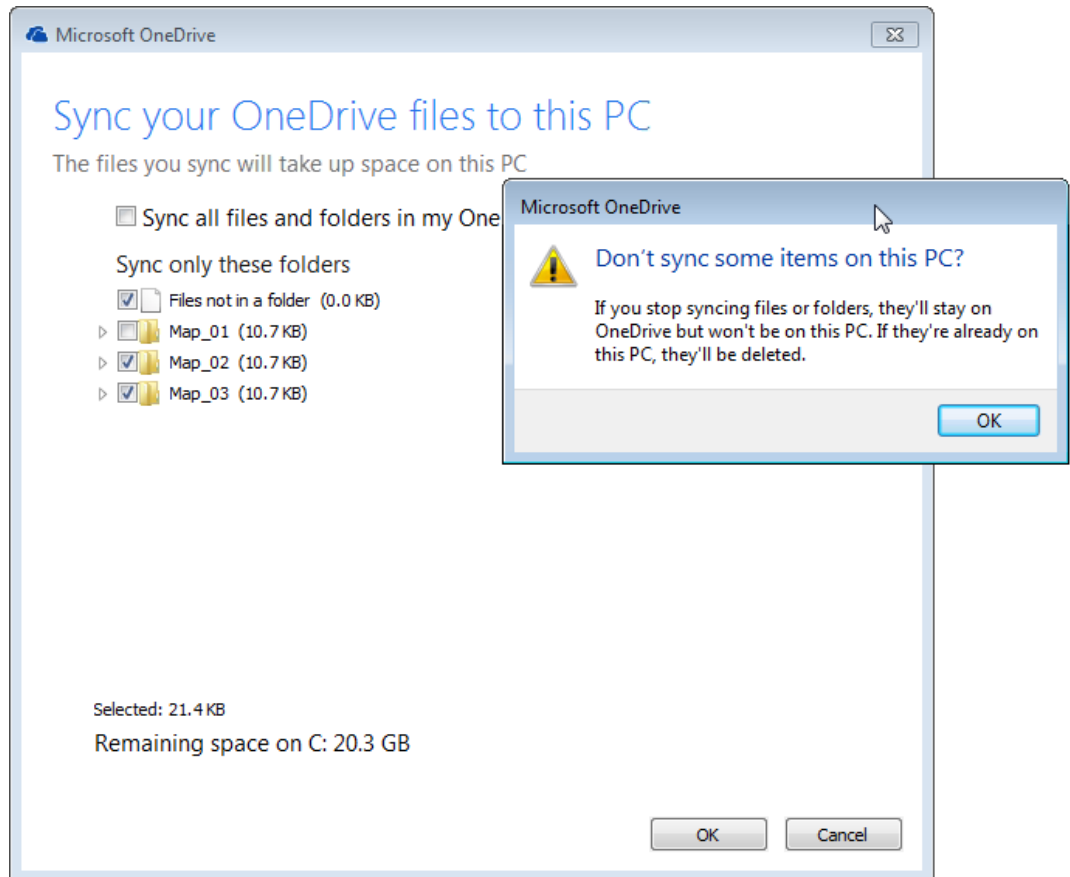 Microsoft OneDrive
Sync your OneDrive files to this PC
The files you sync will take up space on this PC
Sync all files and folders in my One
Sync only these folders
Files not in a folder (0.0 KB)
Map_01 (10.7 KB)
Map_02 (10.7 KB)
Map_03 (10.7 KB)
Microsoft OneDrive
Don't sync some items on this PC?
If you stop syncing files or folders, they'll stay on
OneDrive but won't be on this PC. If they're already on
this PC, they'll be deleted.
OK
Selected: 21.4 KB
Remaining space on C: 20.3 GB
OK
Cancel